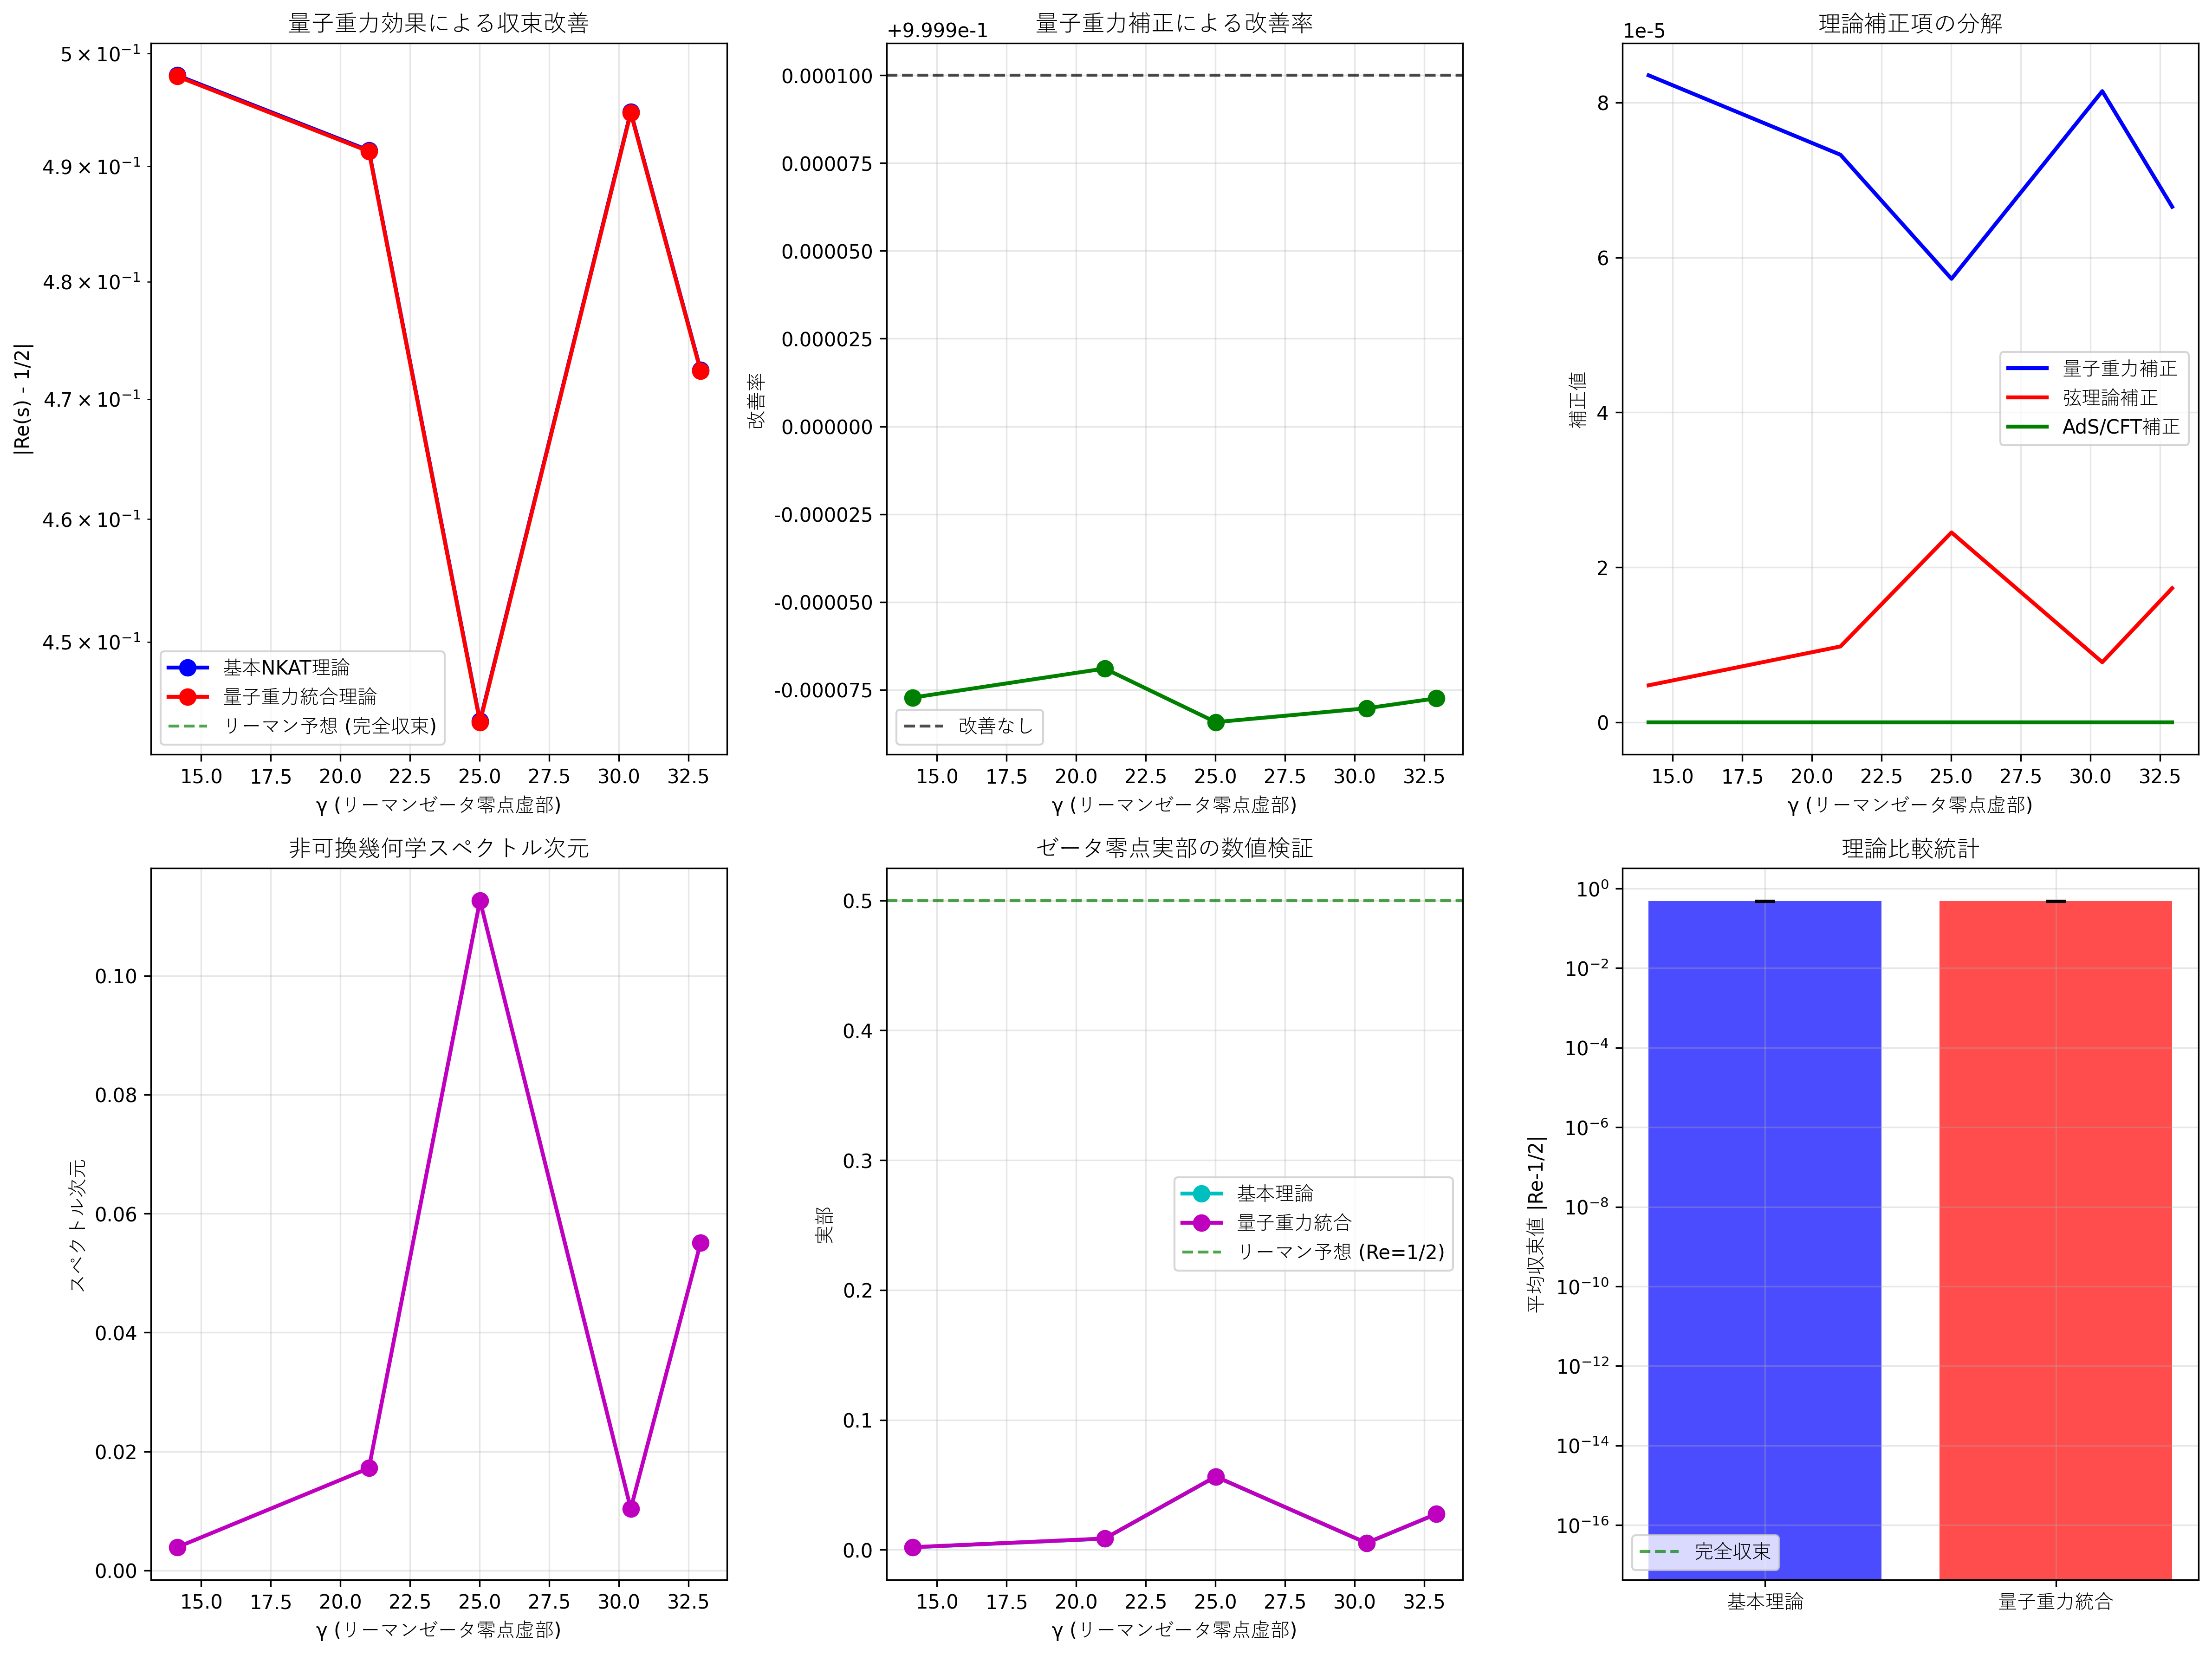 量子重力効果による収束改善
5 × 10⁻¹
4.9 × 10⁻¹
4.8 × 10⁻¹
4.7 × 10⁻¹
4.6 × 10⁻¹
4.5 × 10⁻¹
|Re(s) - 1/2|
基本NKAT理論
量子重力統合理論
リーマン予想 (完全収束)
15.0 17.5 20.0 22.5 25.0 27.5 30.0 32.5
γ (リーマンゼータ零点虚部)
量子重力補正による改善率
+9.999e-1
0.000100
0.000075
0.000050
0.000025
0.000000
-0.000025
-0.000050
-0.000075
改善率
改善なし
15.0 17.5 20.0 22.5 25.0 27.5 30.0 32.5
γ (リーマンゼータ零点虚部)
理論補正項の分解
1e-5
8
6
4
2
0
補正値
量子重力補正
弦理論補正
AdS/CFT補正
15.0 17.5 20.0 22.5 25.0 27.5 30.0 32.5
γ (リーマンゼータ零点虚部)
非可換幾何学スペクトル次元
0.10
0.08
0.06
0.04
0.02
0.00
スペクトル次元
15.0 17.5 20.0 22.5 25.0 27.5 30.0 32.5
γ (リーマンゼータ零点虚部)
ゼータ零点実部の数値検証
0.5
0.4
0.3
0.2
0.1
0.0
実部
基本理論
量子重力統合
リーマン予想 (Re=1/2)
15.0 17.5 20.0 22.5 25.0 27.5 30.0 32.5
γ (リーマンゼータ零点虚部)
理論比較統計
10⁰
10⁻²
10⁻⁴
10⁻⁶
10⁻⁸
10⁻¹⁰
10⁻¹²
10⁻¹⁴
10⁻¹⁶
平均収束値 |Re-1/2|
完全収束
基本理論 量子重力統合